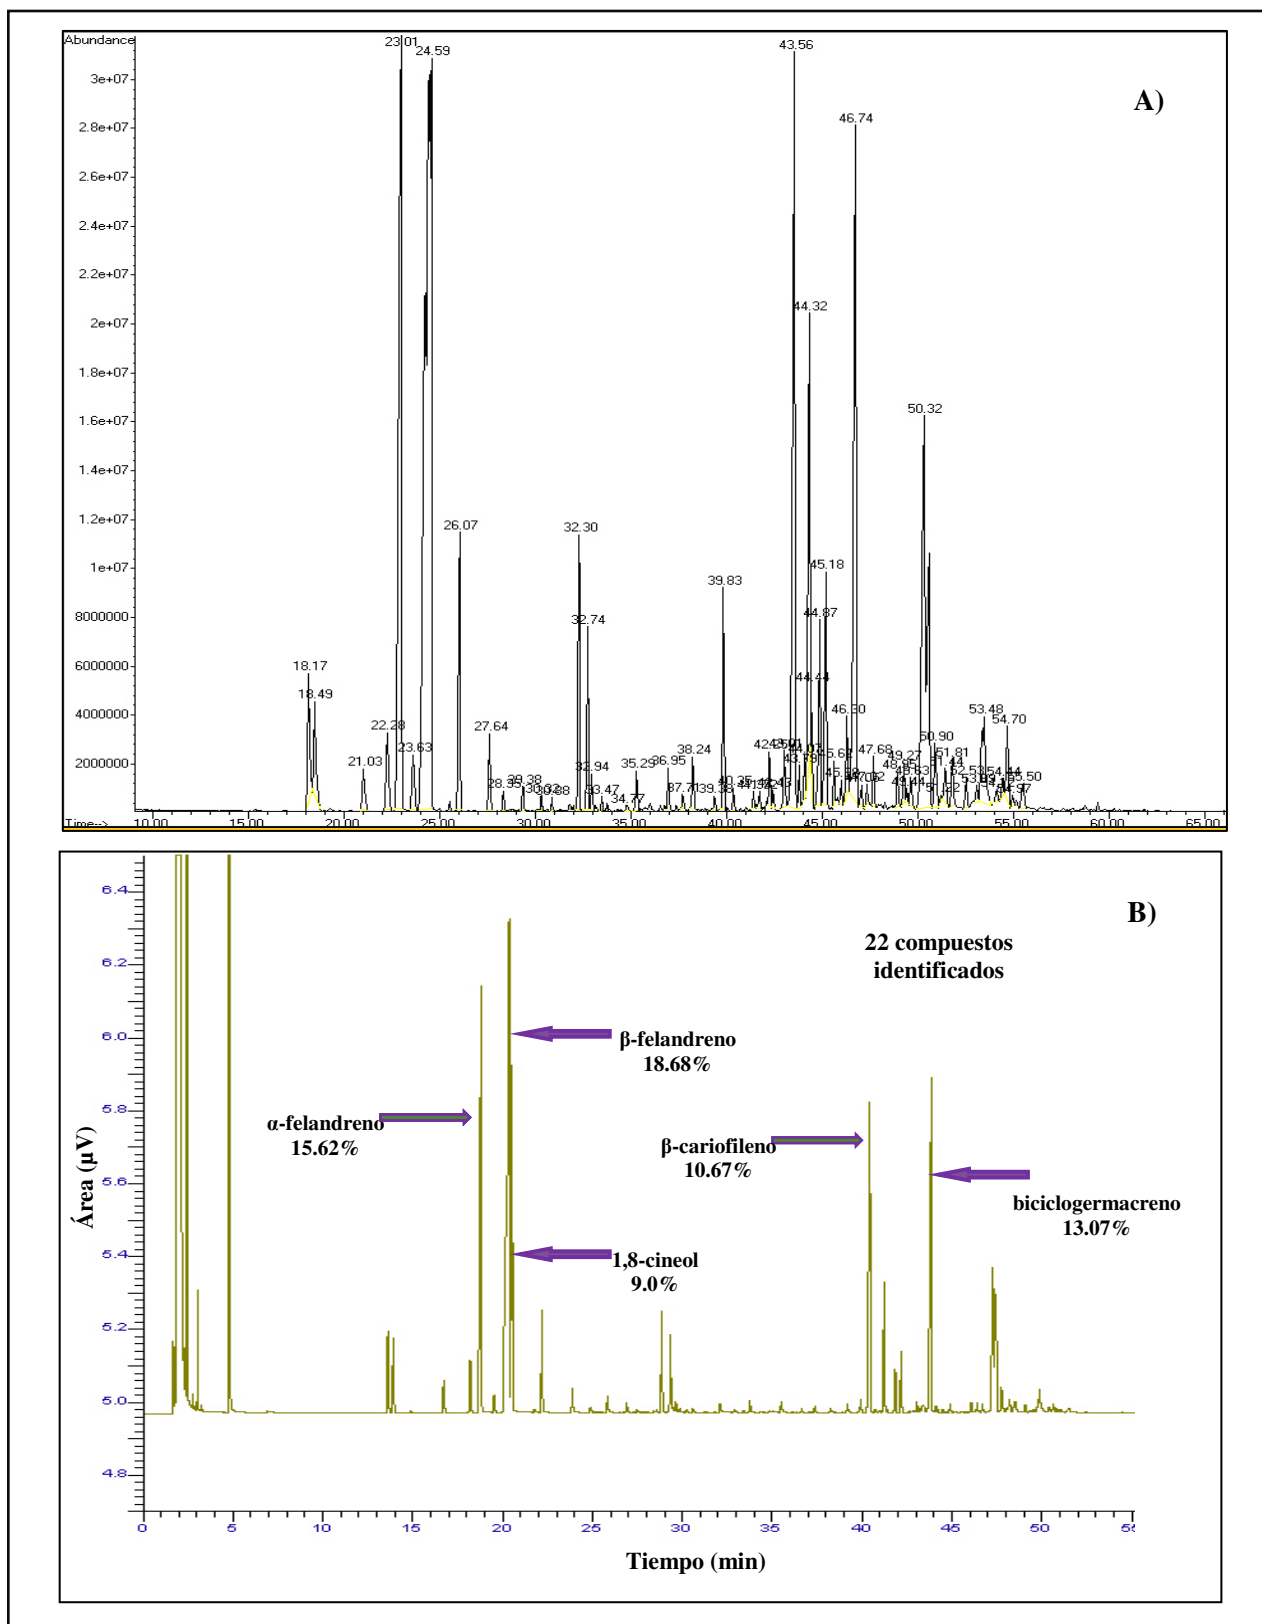 Abundance
23.01
24.59
43.56
A)
3e+07
46.74
2.8e+07
2.6e+07
2.4e+07
2.2e+07
44.32
2e+07
1.8e+07
1.6e+07
50.32
1.4e+07
1.2e+07
26.07
32.30
1e+07
45.18
39.83
8000000
44.87
32.74
6000000
18.17
44.44
18.49
4000000
46.30
53.48
54.70
22.28
27.64
50.90
21.03
23.63
38.24
47.68
49.27
51.81
2000000
32.94
35.29
36.95
55.50
33.47
37.71
34.77
39.38
Time-->
10.00 15.00 20.00 25.00 30.00 35.00 40.00 45.00 50.00 55.00 60.00 65.00
B)
6.4
22 compuestos
identificados
6.2
6.0
β-felandreno
18.68%
5.8
α-felandreno
15.62%
β-cariofileno
10.67%
Área (µV)
5.6
biciclogermacreno
13.07%
5.4
1,8-cineol
9.0%
5.2
5.0
4.8
0 5 10 15 20 25 30 35 40 45 50 55
Tiempo (min)